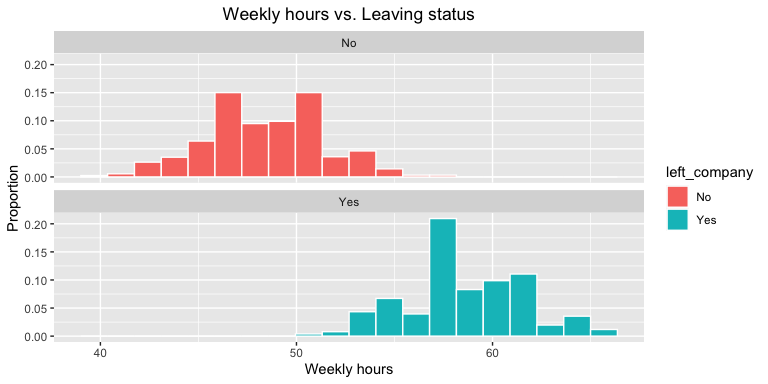 Weekly hours vs. Leaving status
No
0.20
0.15
0.10
0.05
0.00
Yes
0.20
0.15
0.10
0.05
0.00
40 50 60
Weekly hours
Proportion
left_company
No
Yes